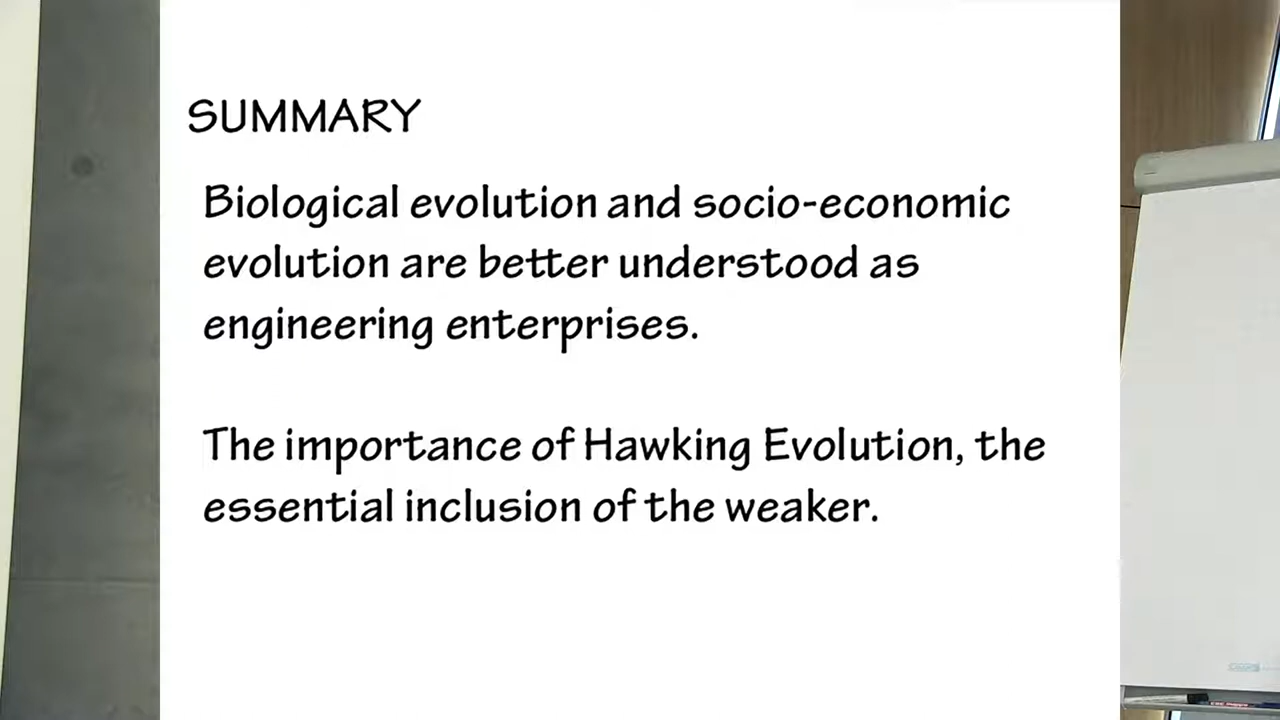 SUMMARY
Biological evolution and socio-economic
evolution are better understood as
engineering enterprises.
The importance of Hawking Evolution, the
essential inclusion of the weaker.